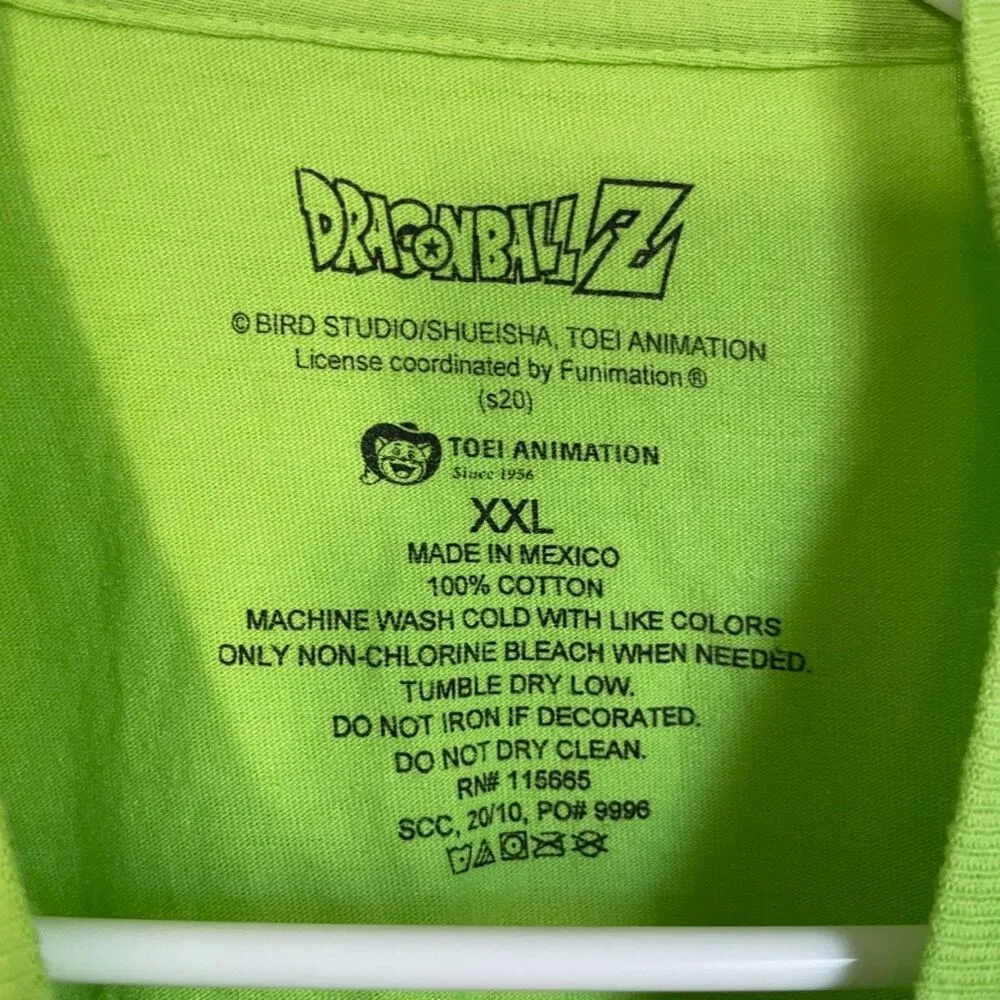 DRAGONBALL Z
© BIRD STUDIO/SHUEISHA, TOEI ANIMATION
License coordinated by Funimation ®
(s20)
TOEI ANIMATION
Since 1956
XXL
MADE IN MEXICO
100% COTTON
MACHINE WASH COLD WITH LIKE COLORS
ONLY NON-CHLORINE BLEACH WHEN NEEDED.
TUMBLE DRY LOW.
DO NOT IRON IF DECORATED.
DO NOT DRY CLEAN.
RN# 115665
SCC, 20/10, PO# 9996